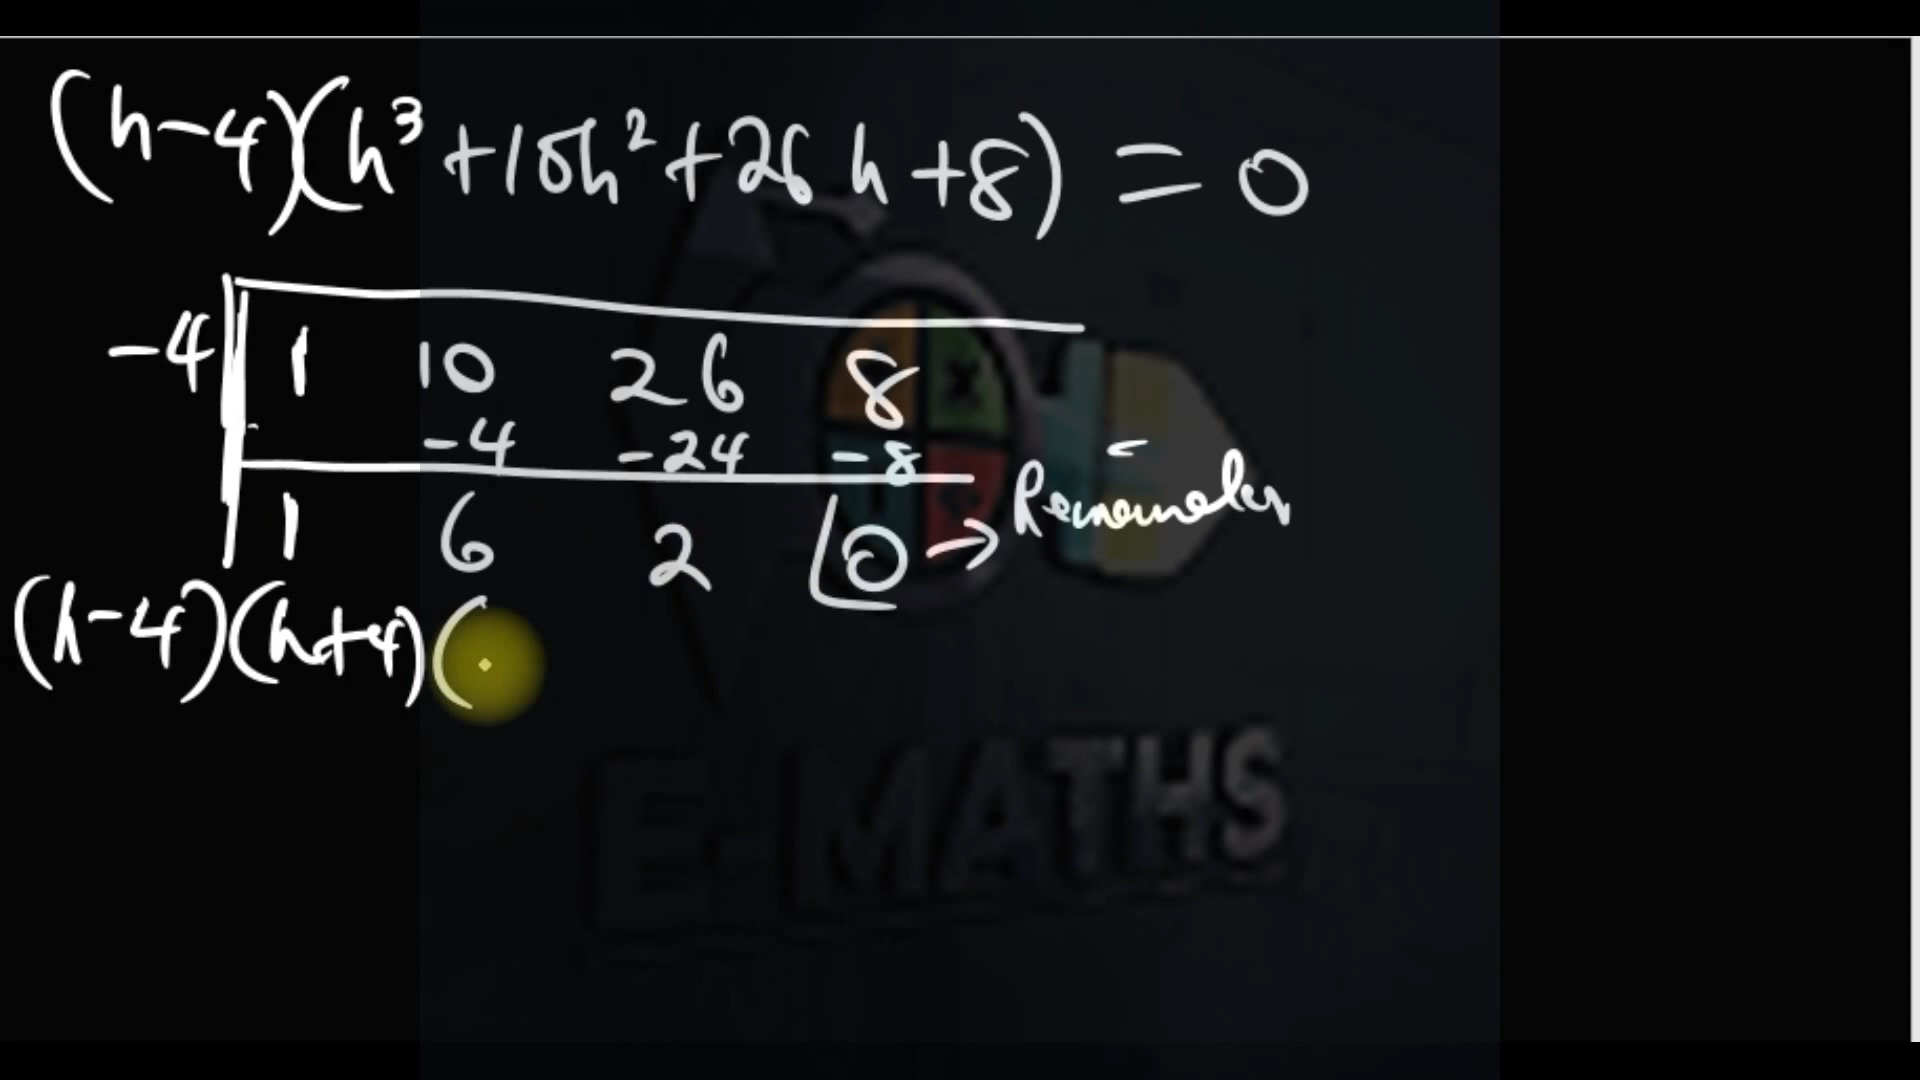 (h-4)(h³+10h²+26h+8)=0
-4 1 10 26 8
-4 -24 -8
1 6 2 0 → Remainder
(h-4)(h+4)(
E-MATHS